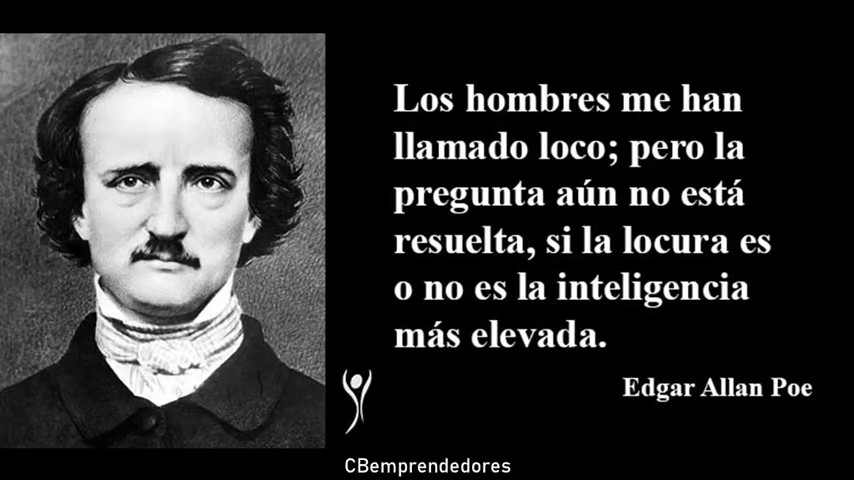 Los hombres me han
llamado loco; pero la
pregunta aún no está
resuelta, si la locura es
o no es la inteligencia
más elevada.
Edgar Allan Poe
CBemprendedores